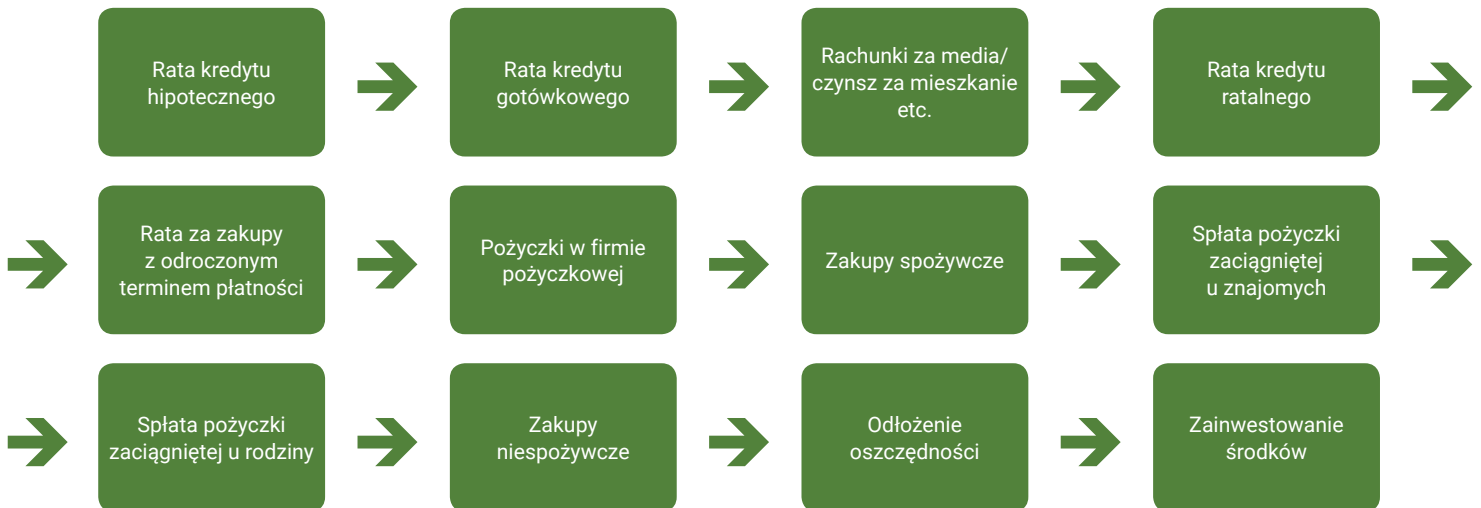 Rata kredytu
hipotecznego
Rata kredytu
gotówkowego
Rachunki za media/
czynsz za mieszkanie
etc.
Rata kredytu
ratalnego
Rata za zakupy
z odroczonym
terminem płatności
Pożyczki w firmie
pożyczkowej
Zakupy spożywcze
Spłata pożyczki
zaciągniętej
u znajomych
Spłata pożyczki
zaciągniętej u rodziny
Zakupy
niespożywcze
Odłożenie
oszczędności
Zainwestowanie
środków